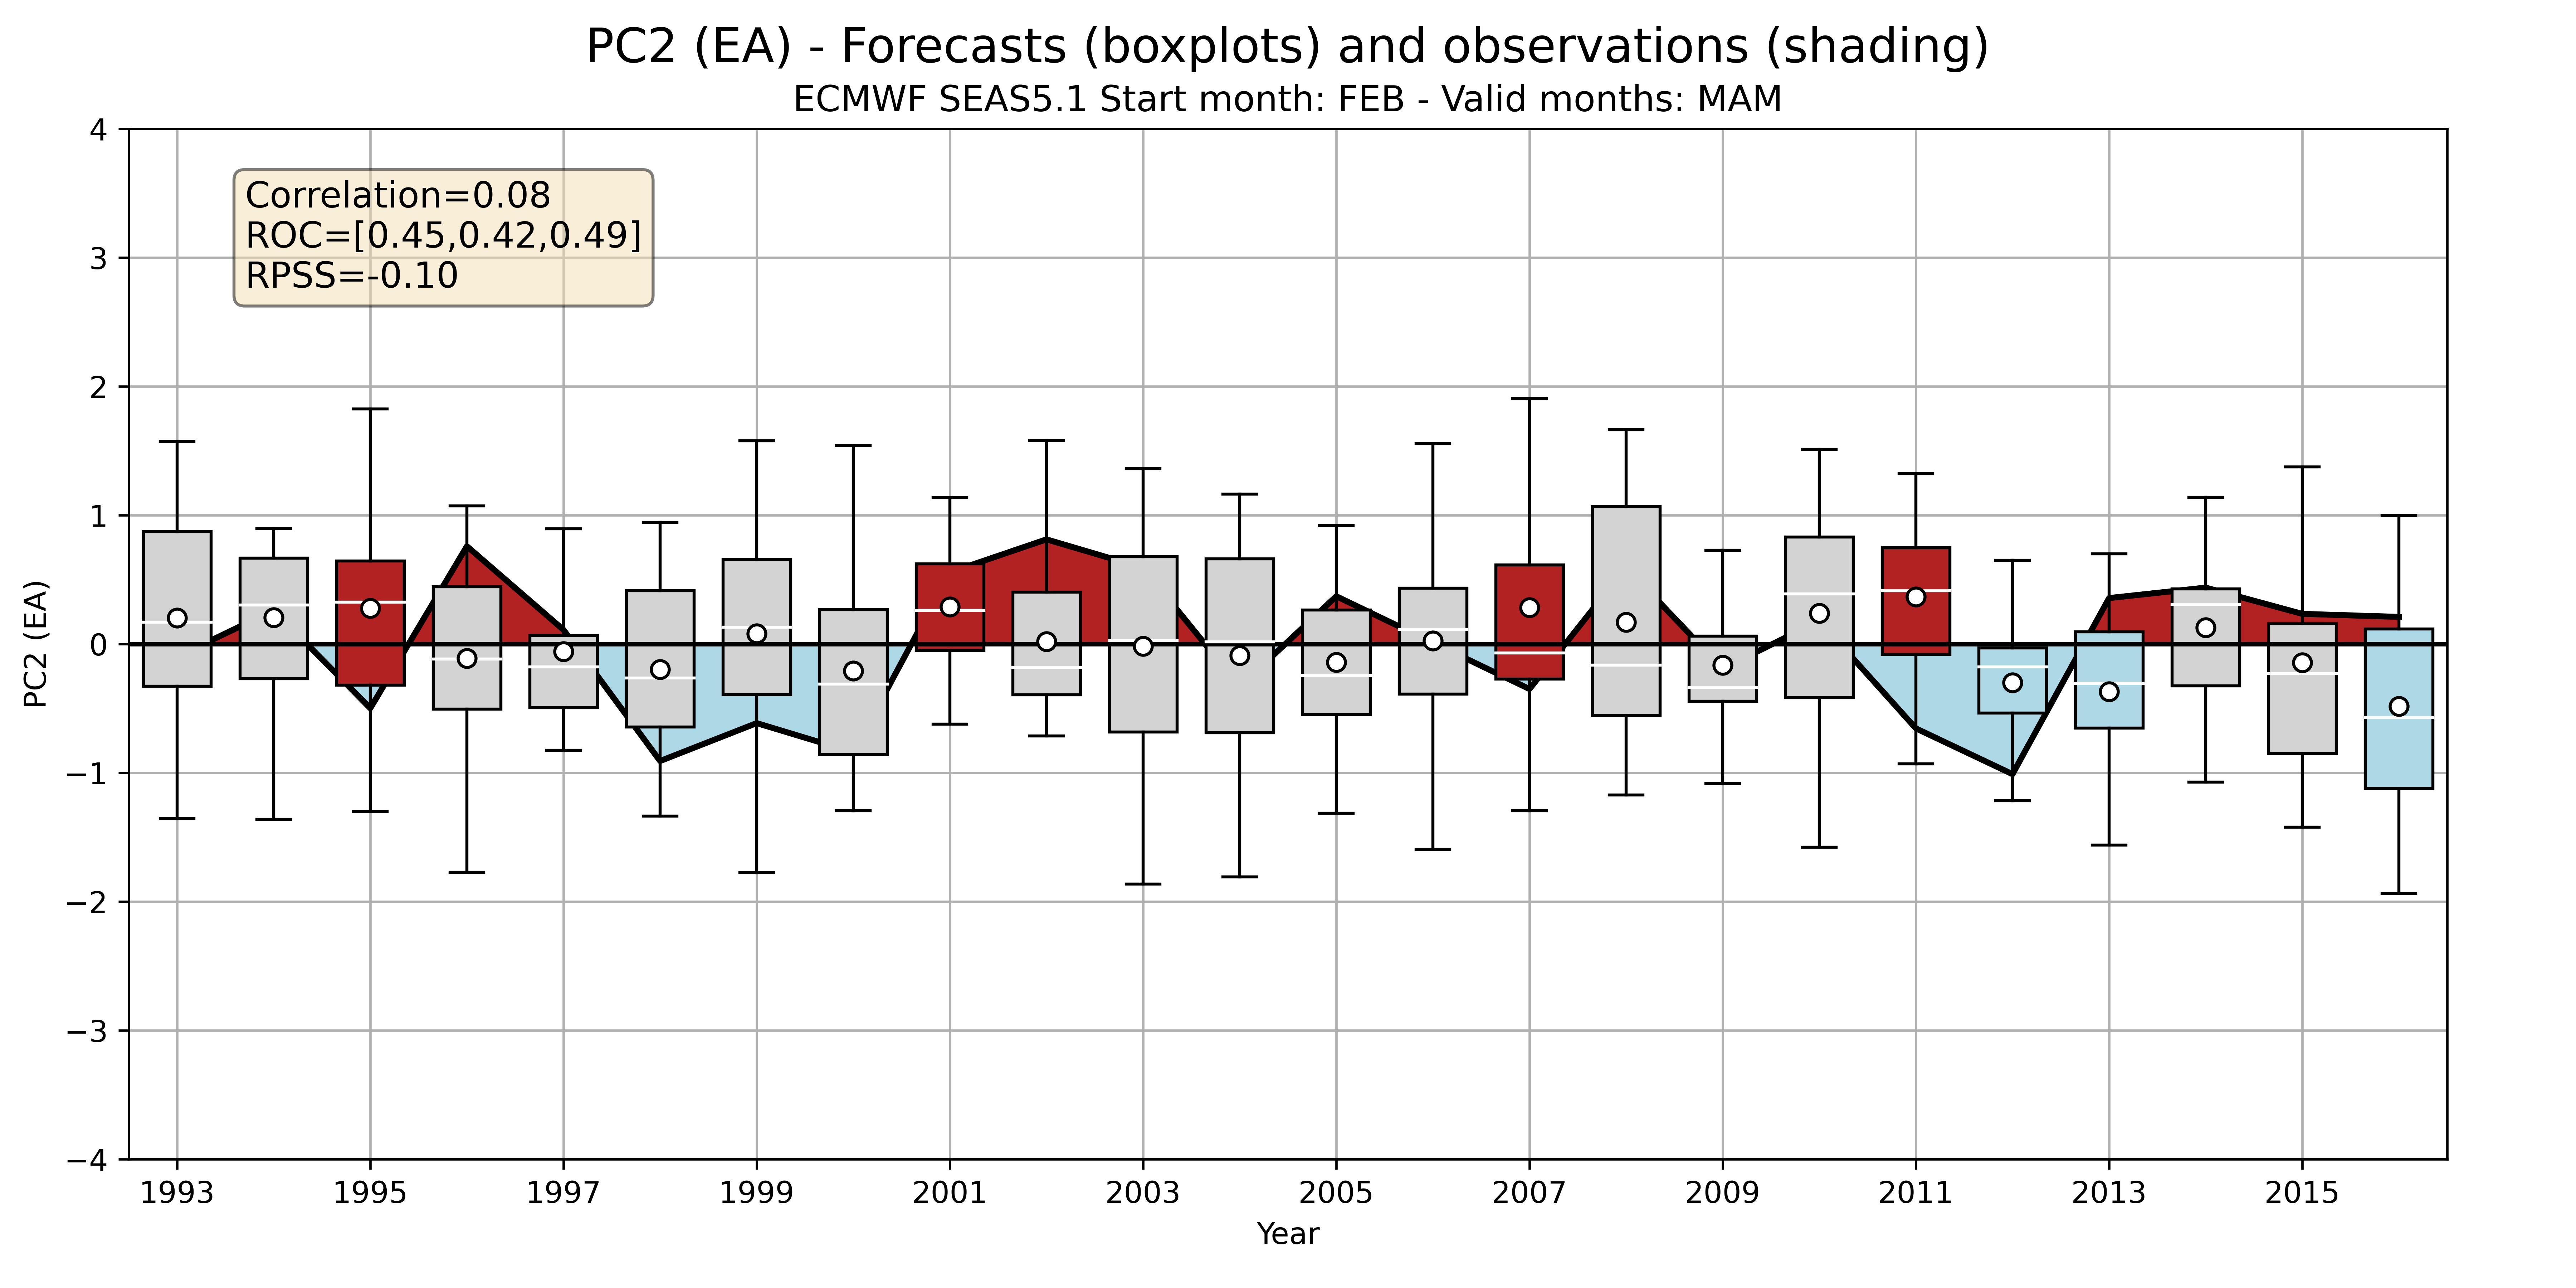 PC2 (EA) - Forecasts (boxplots) and observations (shading)
ECMWF SEAS5.1 Start month: FEB - Valid months: MAM
Correlation=0.08
ROC=[0.45,0.42,0.49]
RPSS=-0.10
PC2 (EA)
4
3
2
1
0
−1
−2
−3
−4
1993 1995 1997 1999 2001 2003 2005 2007 2009 2011 2013 2015
Year